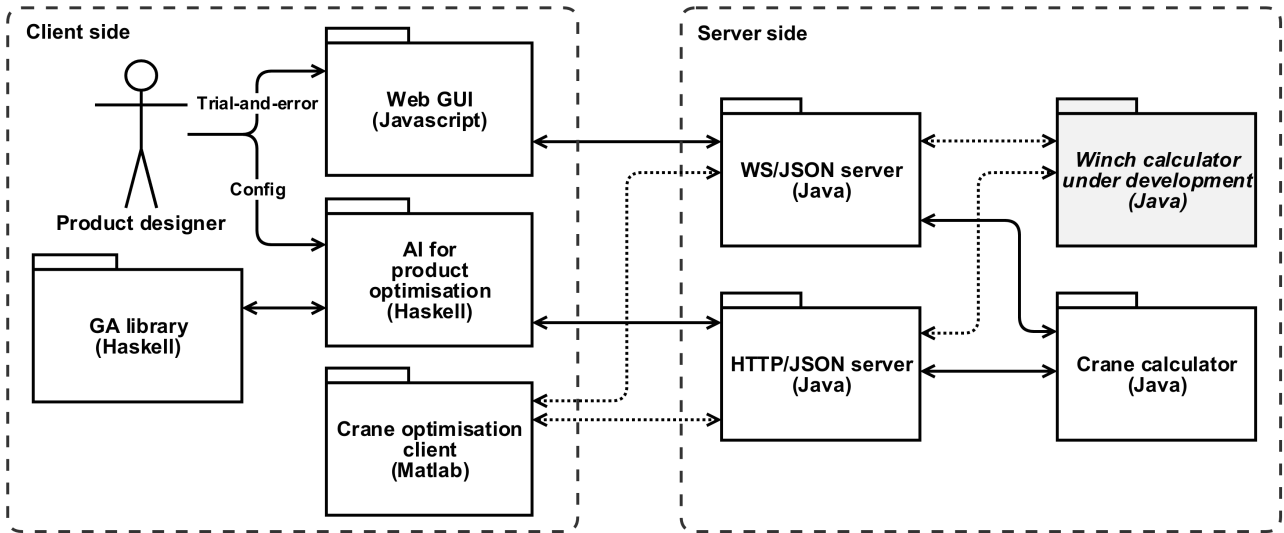 Client side
Server side
Trial-and-error
Config
Product designer
Web GUI
(Javascript)
AI for
product
optimisation
(Haskell)
GA library
(Haskell)
Crane optimisation
client
(Matlab)
WS/JSON server
(Java)
HTTP/JSON server
(Java)
Winch calculator
under development
(Java)
Crane calculator
(Java)